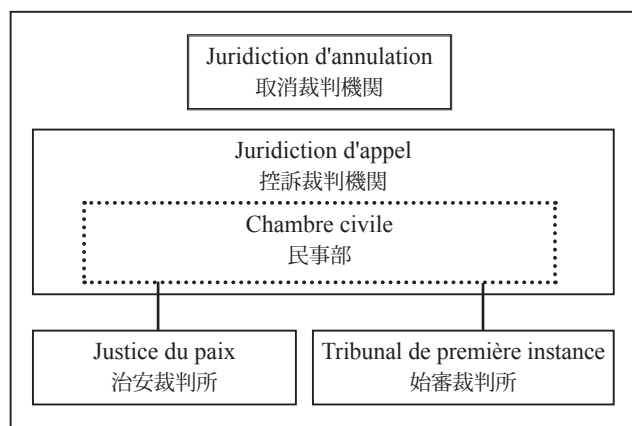 Juridiction d'annulation
取消裁判機関
Juridiction d'appel
控訴裁判機関
Chambre civile
民事部
Justice du paix
治安裁判所
Tribunal de première instance
始審裁判所